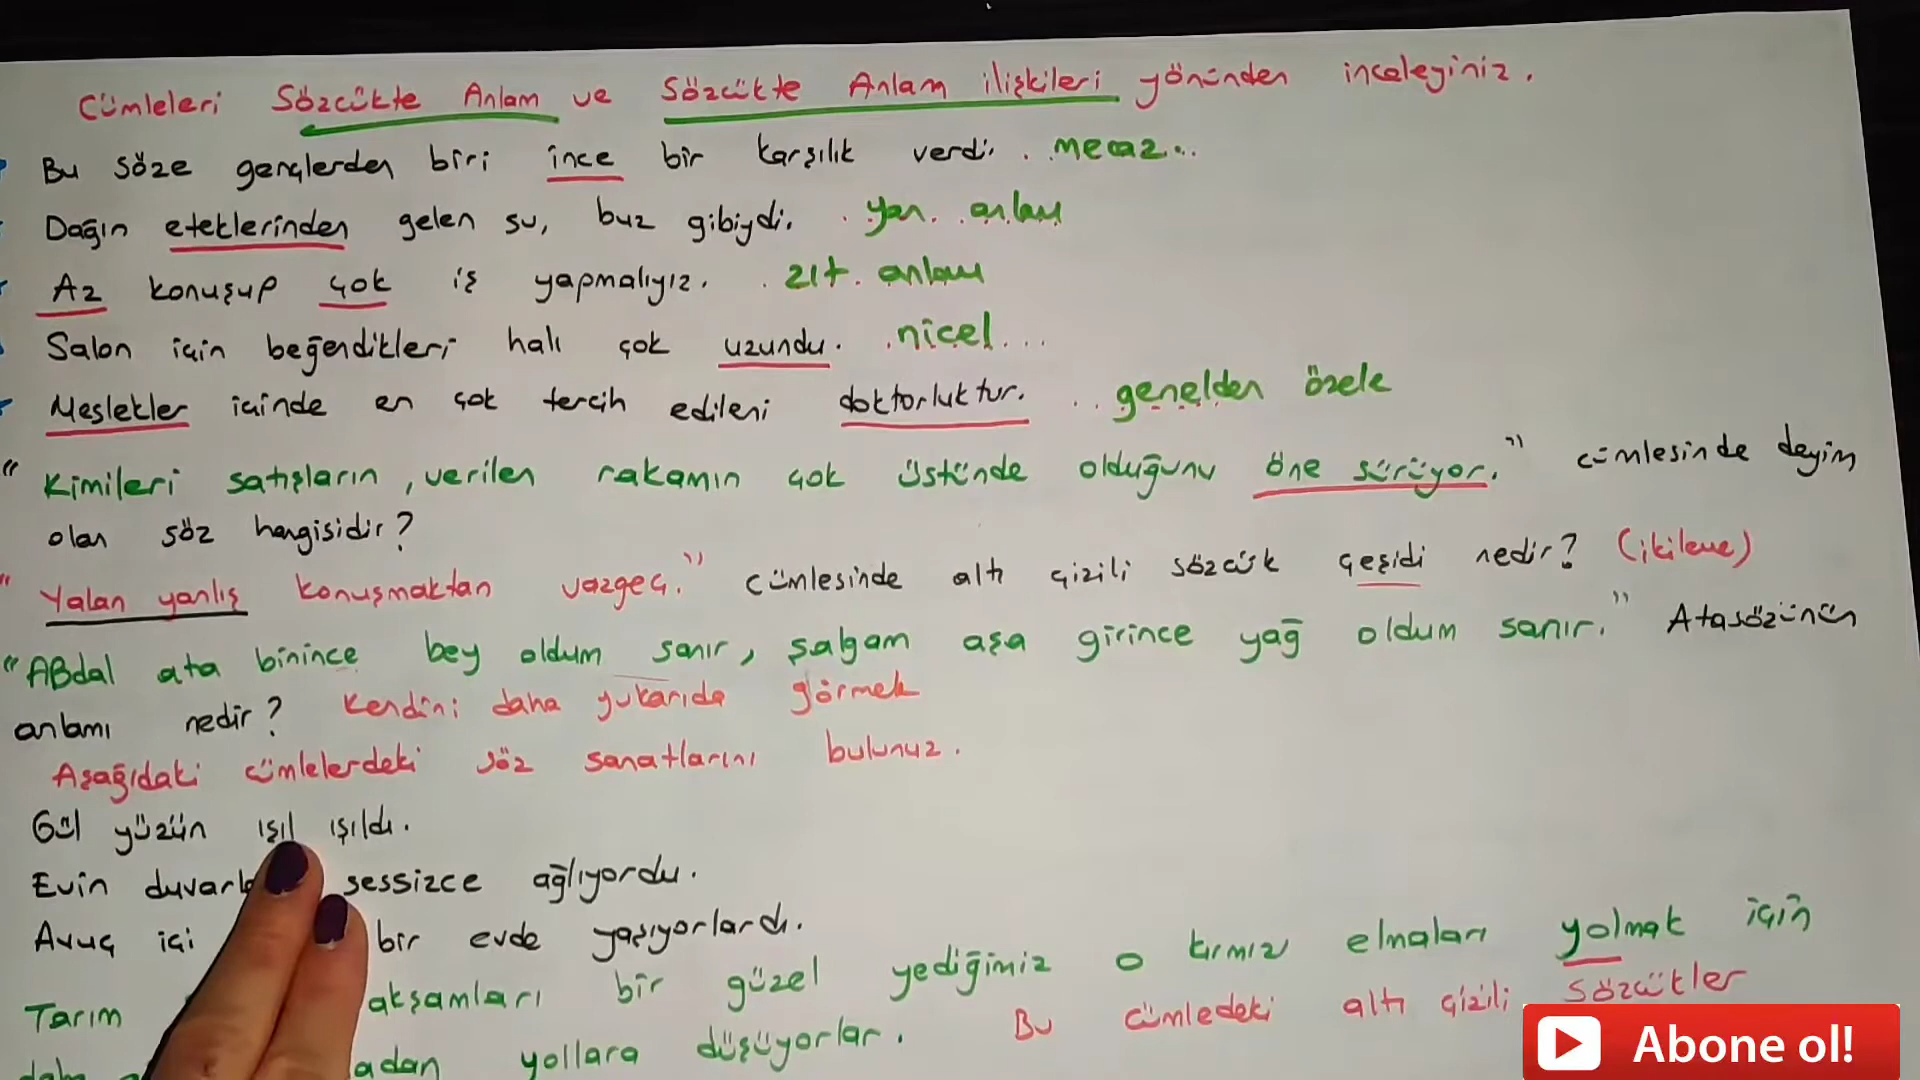 Cümleleri Sözcükte Anlam ve Sözcükte Anlam ilişkileri yönünden inceleyiniz.
Bu söze gençlerden biri ince bir karşılık verdi. mecaz
Dağın eteklerinden gelen su, buz gibiydi. yan anlam
Az konuşup çok iş yapmalıyız. zıt anlam
Salon için beğendikleri halı çok uzundu. nicel
Meslekler içinde en çok tercih edileni doktorluktur. genelden özele
"Kimileri satışların, verilen rakamın çok üstünde olduğunu öne sürüyor." cümlesinde deyim
olan söz hangisidir?
"Yalan yanlış konuşmaktan vazgeç." cümlesinde altı çizili sözcük çeşidi nedir? (ikileme)
"ABdal ata binince bey oldum sanır, şalgam aşa girince yağ oldum sanır." Atasözünün
anlamı nedir? Kendini daha yukarıda görmek
Aşağıdaki cümlelerdeki söz sanatlarını bulunuz.
Gül yüzün ışıl ışıldı.
Evin sessizce ağlıyordu.
Avuç içi bir evde yaşıyorlardı.
Tarım akşamları bir güzel yediğimiz o kırmızı elmaları yolmak için
yollara düşüyorlar. Bu cümledeki altı çizili sözcükler
Abone ol!